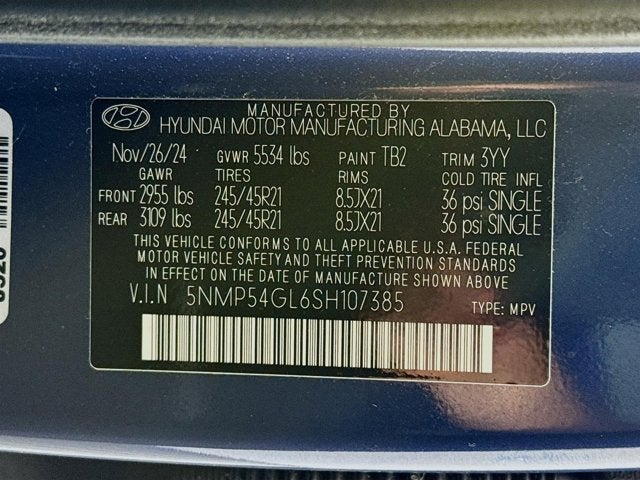 MANUFACTURED BY
HYUNDAI MOTOR MANUFACTURING ALABAMA, LLC
Nov/26/24 GVWR 5534 lbs PAINT TB2 TRIM 3YY
GAWR TIRES RIMS COLD TIRE INFL
FRONT 2955 lbs 245/45R21 8.5JX21 36 psi SINGLE
REAR 3109 lbs 245/45R21 8.5JX21 36 psi SINGLE
THIS VEHICLE CONFORMS TO ALL APPLICABLE U.S.A. FEDERAL
MOTOR VEHICLE SAFETY AND THEFT PREVENTION STANDARDS
IN EFFECT ON THE DATE OF MANUFACTURE SHOWN ABOVE
V.I.N 5NMP54GL6SH107385 TYPE: MPV